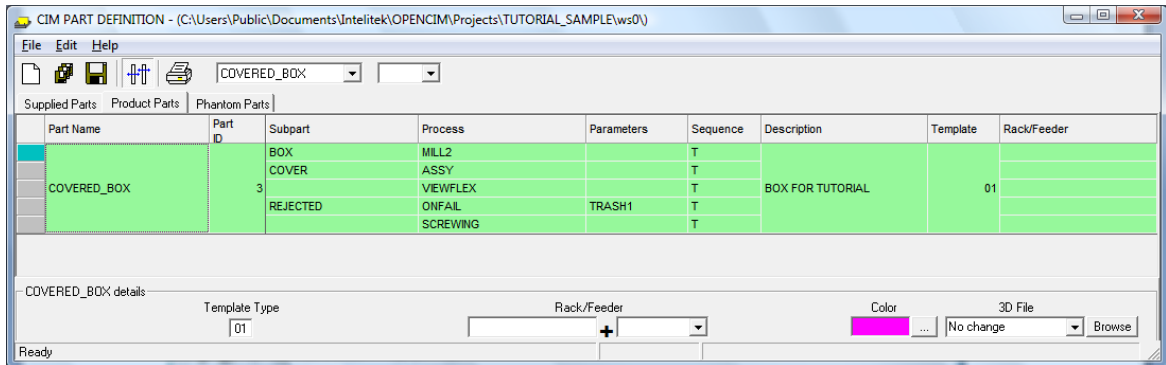 CIM PART DEFINITION - (C:\Users\Public\Documents\Intelitek\OPENCIM\Projects\TUTORIAL_SAMPLE\ws0\)
File Edit Help
COVERED_BOX
Supplied Parts Product Parts Phantom Parts
Part Name Part ID Subpart Process Parameters Sequence Description Template Rack/Feeder
BOX MILL2 T
COVER ASSY T
COVERED_BOX 3 VIEWFLEX T BOX FOR TUTORIAL 01
REJECTED ONFAIL TRASH1 T
SCREWING T
COVERED_BOX details
Template Type Rack/Feeder Color 3D File
01 + ... No change Browse
Ready